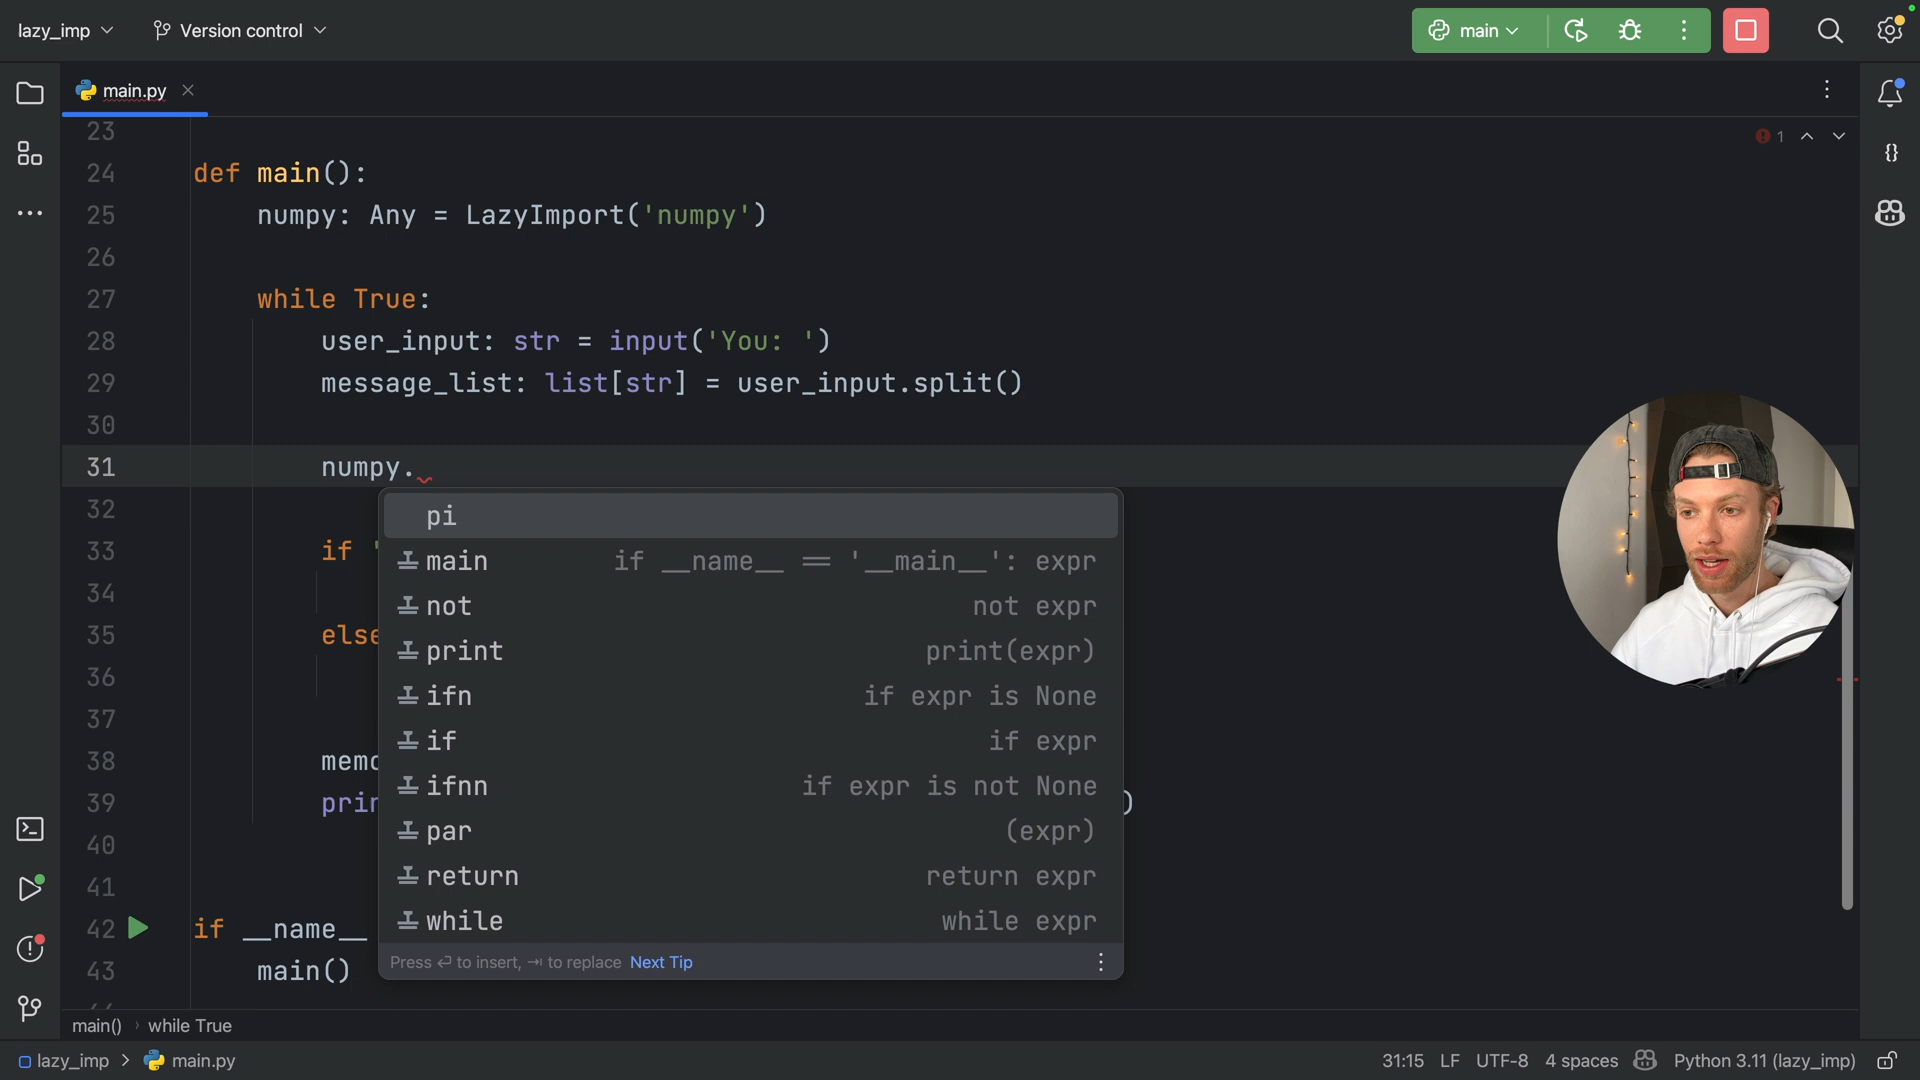 lazy_imp
Version control
main
main.py
1
23
24 def main():
25 numpy: Any = LazyImport('numpy')
26
27 while True:
28 user_input: str = input('You: ')
29 message_list: list[str] = user_input.split()
30
31 numpy.
pi
32
33 if '
main if __name__ == '__main__': expr
34
not not expr
35 else
print print(expr)
36
ifn if expr is None
37
if if expr
38 memo
ifnn if expr is not None
39 prin )
par (expr)
40
41
return return expr
42 if __name__
while while expr
Press ↵ to insert, ⇥ to replace Next Tip
43 main()
main() › while True
lazy_imp > main.py
31:15 LF UTF-8 4 spaces Python 3.11 (lazy_imp)